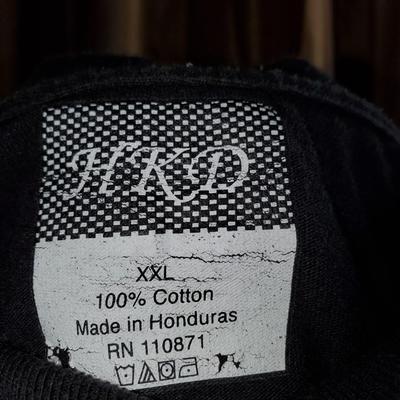 HKD
XXL
100% Cotton
Made in Honduras
RN 110871